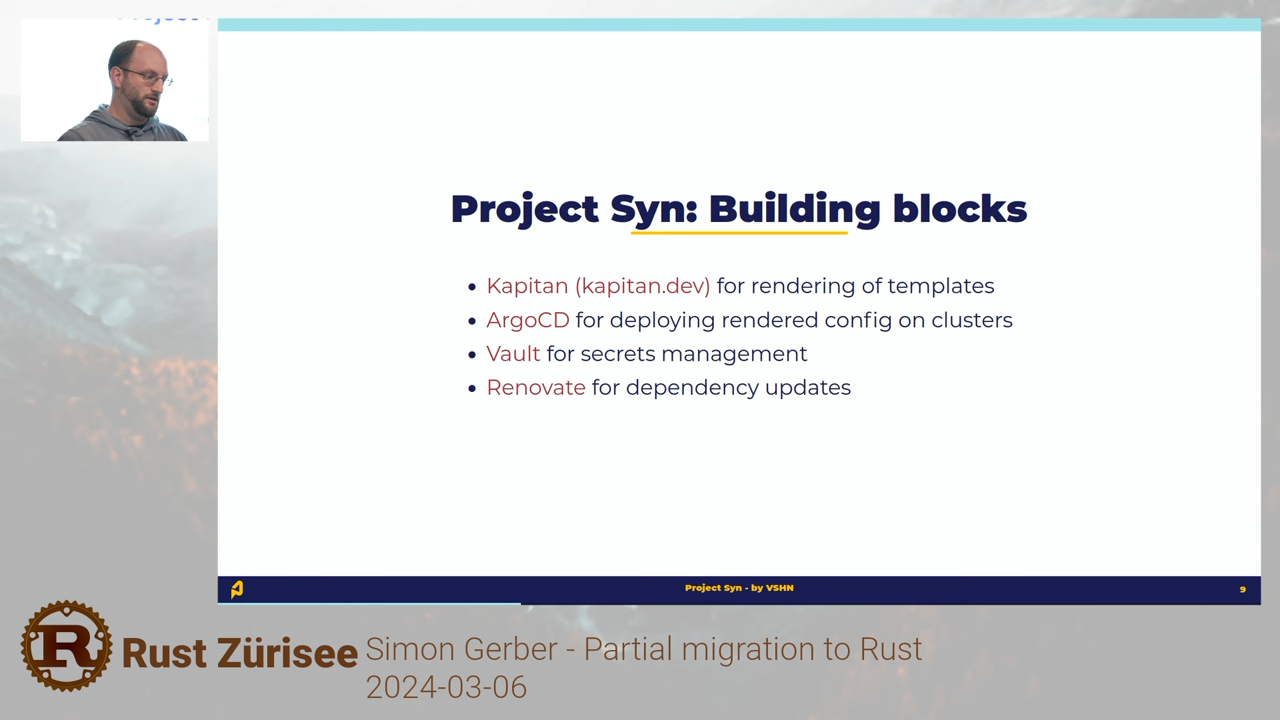 Project Syn: Building blocks
Kapitan (kapitan.dev) for rendering of templates
ArgoCD for deploying rendered config on clusters
Vault for secrets management
Renovate for dependency updates
Project Syn - by VSHN
9
R
Rust Zürisee
Simon Gerber - Partial migration to Rust
2024-03-06